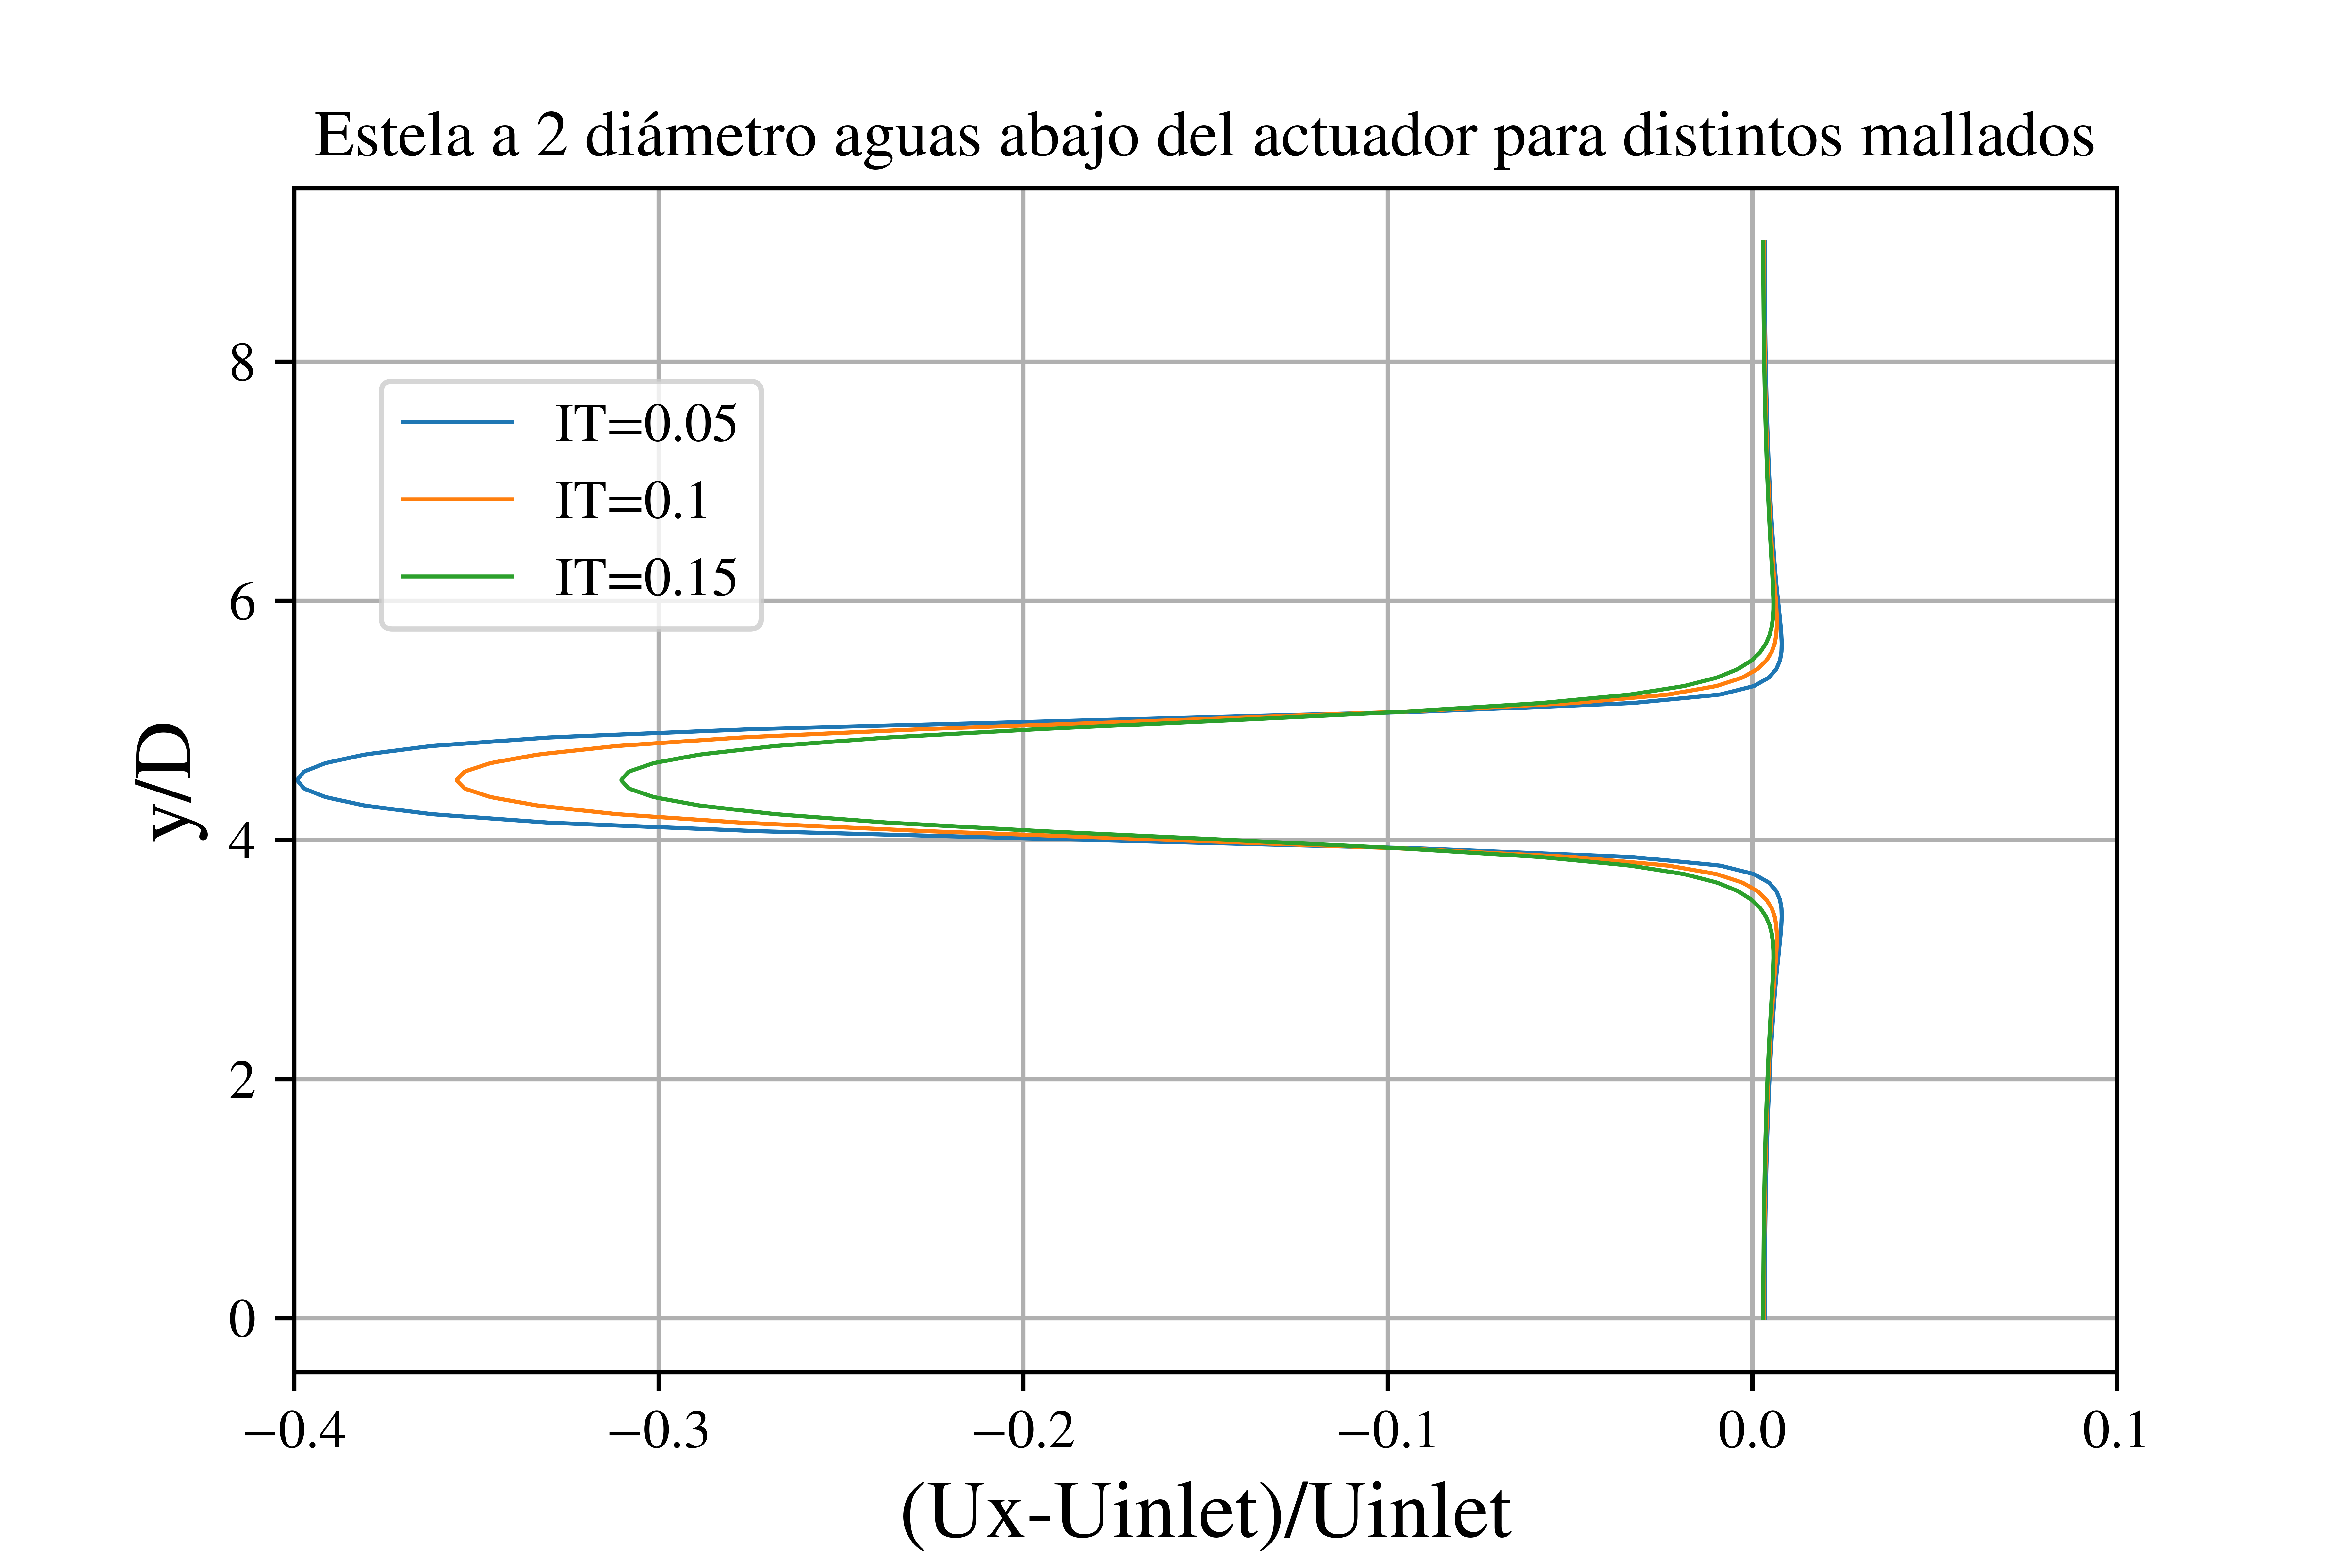 Estela a 2 díámetro aguas abajo del actuador para distintos mallados
8
6
4
2
0
y/D
IT=0.05
IT=0.1
IT=0.15
−0.4 −0.3 −0.2 −0.1 0.0 0.1
(Ux-Uinlet)/Uinlet